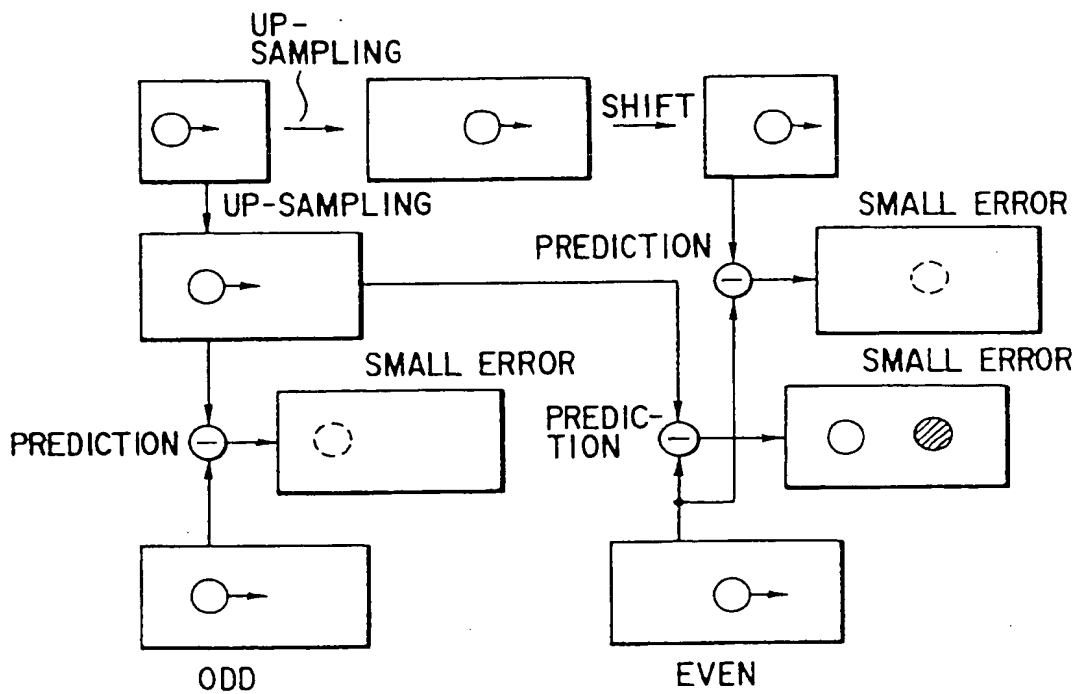 UP-
SAMPLING
SHIFT
UP-SAMPLING
SMALL ERROR
PREDICTION
SMALL ERROR
SMALL ERROR
PREDICTION
PREDIC-
TION
ODD
EVEN